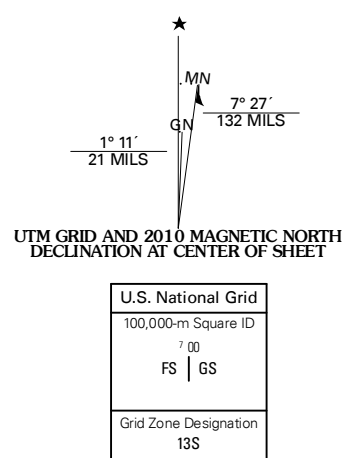 ★
MN
7° 27´
132 MILS
GN
1° 11´
21 MILS
UTM GRID AND 2010 MAGNETIC NORTH
DECLINATION AT CENTER OF SHEET
U.S. National Grid
100,000-m Square ID
7 00
FS | GS
Grid Zone Designation
13S